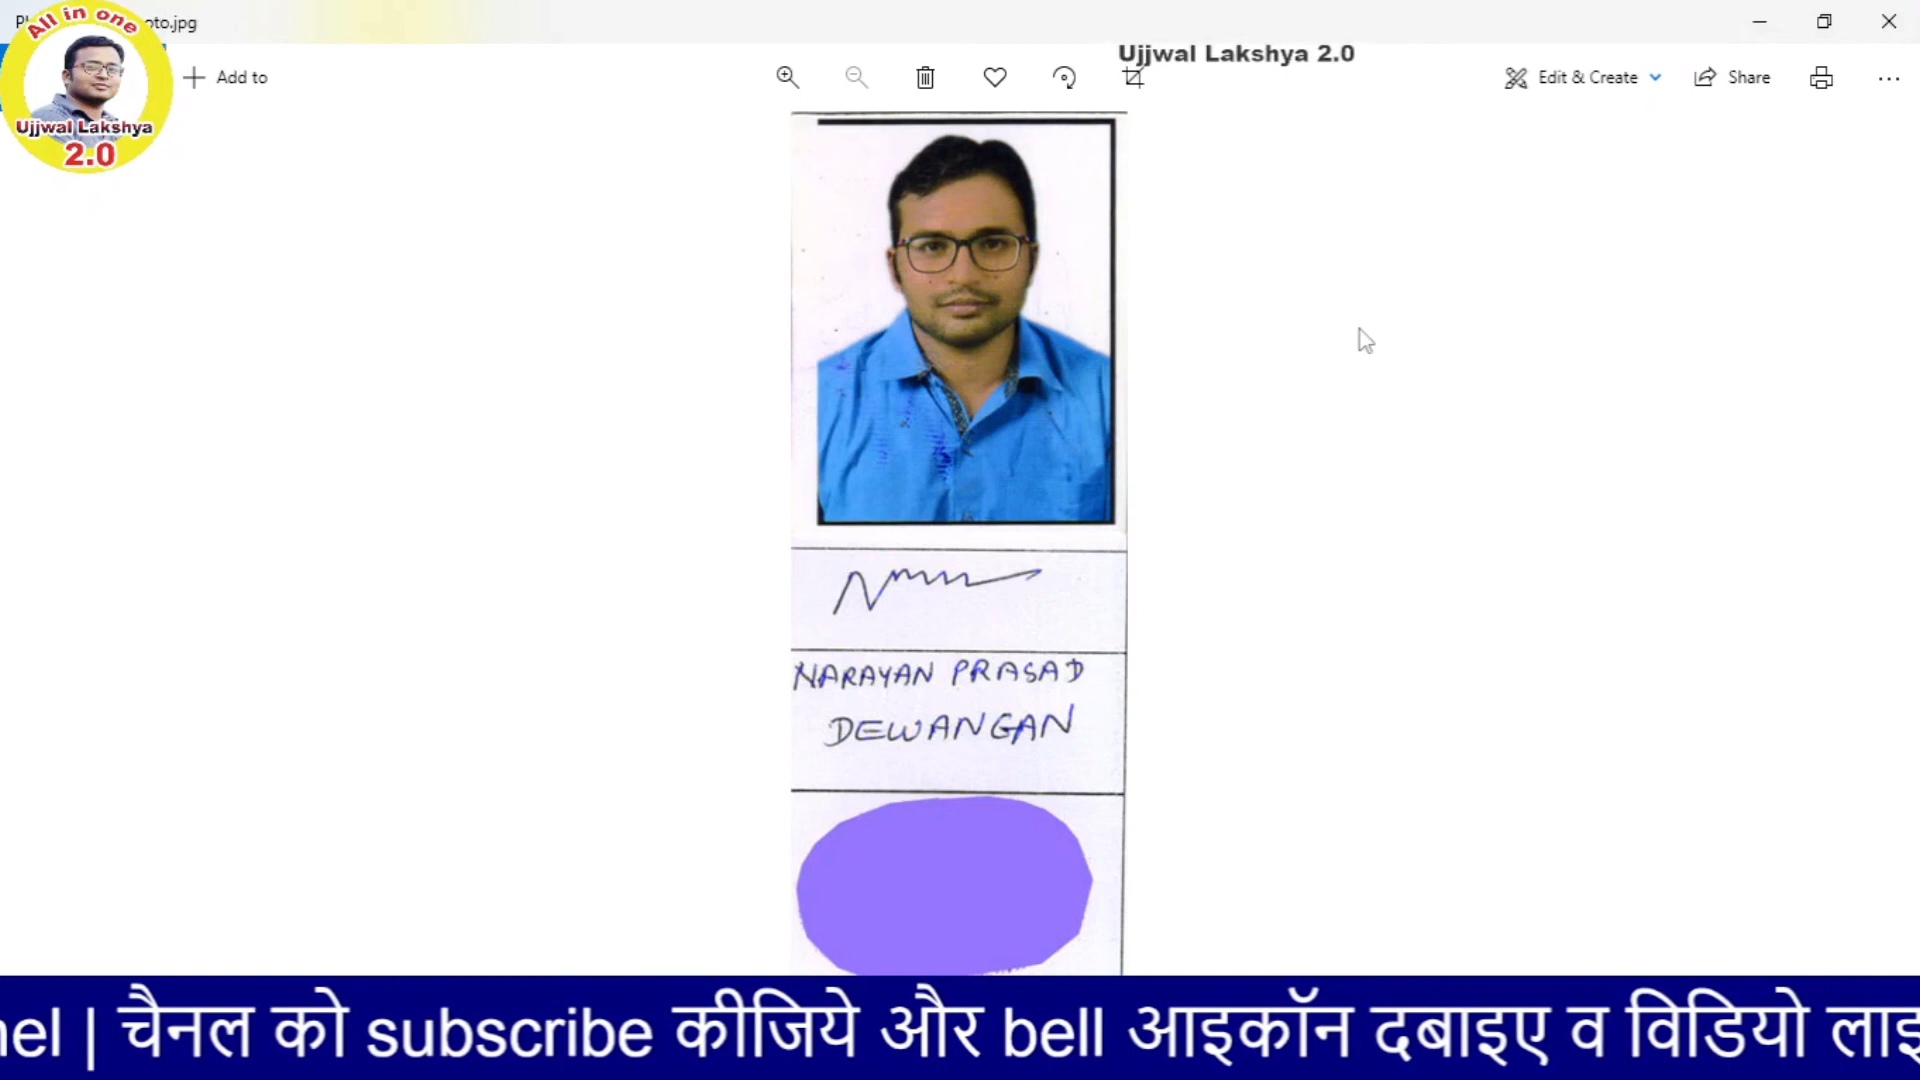 oto.jpg
All in one
Ujjwal Lakshya
2.0
Add to
Ujjwal Lakshya 2.0
Edit & Create
Share
NARAYAN PRASAD
DEWANGAN
nel | चैनल को subscribe कीजिये और bell आइकॉन दबाइए व विडियो लाइ